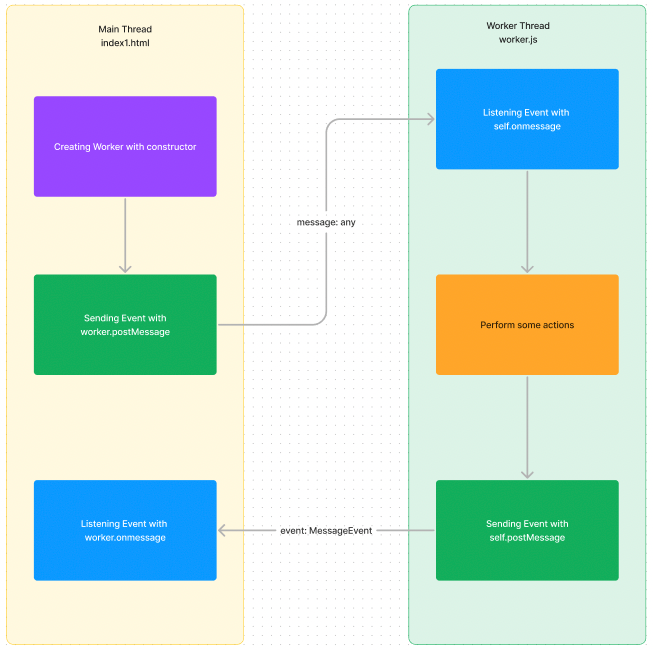 Main Thread
index1.html
Creating Worker with constructor
Sending Event with
worker.postMessage
Listening Event with
worker.onmessage
message: any
event: MessageEvent
Worker Thread
worker.js
Listening Event with
self.onmessage
Perform some actions
Sending Event with
self.postMessage